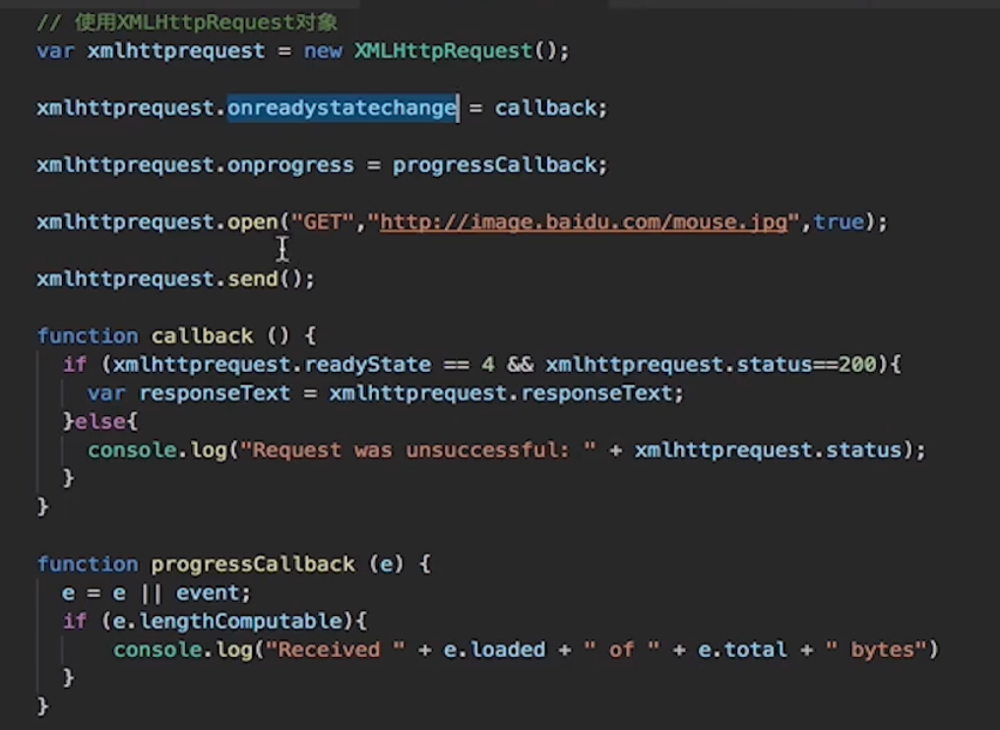 // 使用XMLHttpRequest对象
var xmlhttprequest = new XMLHttpRequest();
xmlhttprequest.onreadystatechange = callback;
xmlhttprequest.onprogress = progressCallback;
xmlhttprequest.open("GET","http://image.baidu.com/mouse.jpg",true);
xmlhttprequest.send();
function callback () {
if (xmlhttprequest.readyState == 4 && xmlhttprequest.status==200){
var responseText = xmlhttprequest.responseText;
}else{
console.log("Request was unsuccessful: " + xmlhttprequest.status);
}
}
function progressCallback (e) {
e = e || event;
if (e.lengthComputable){
console.log("Received " + e.loaded + " of " + e.total + " bytes")
}
}